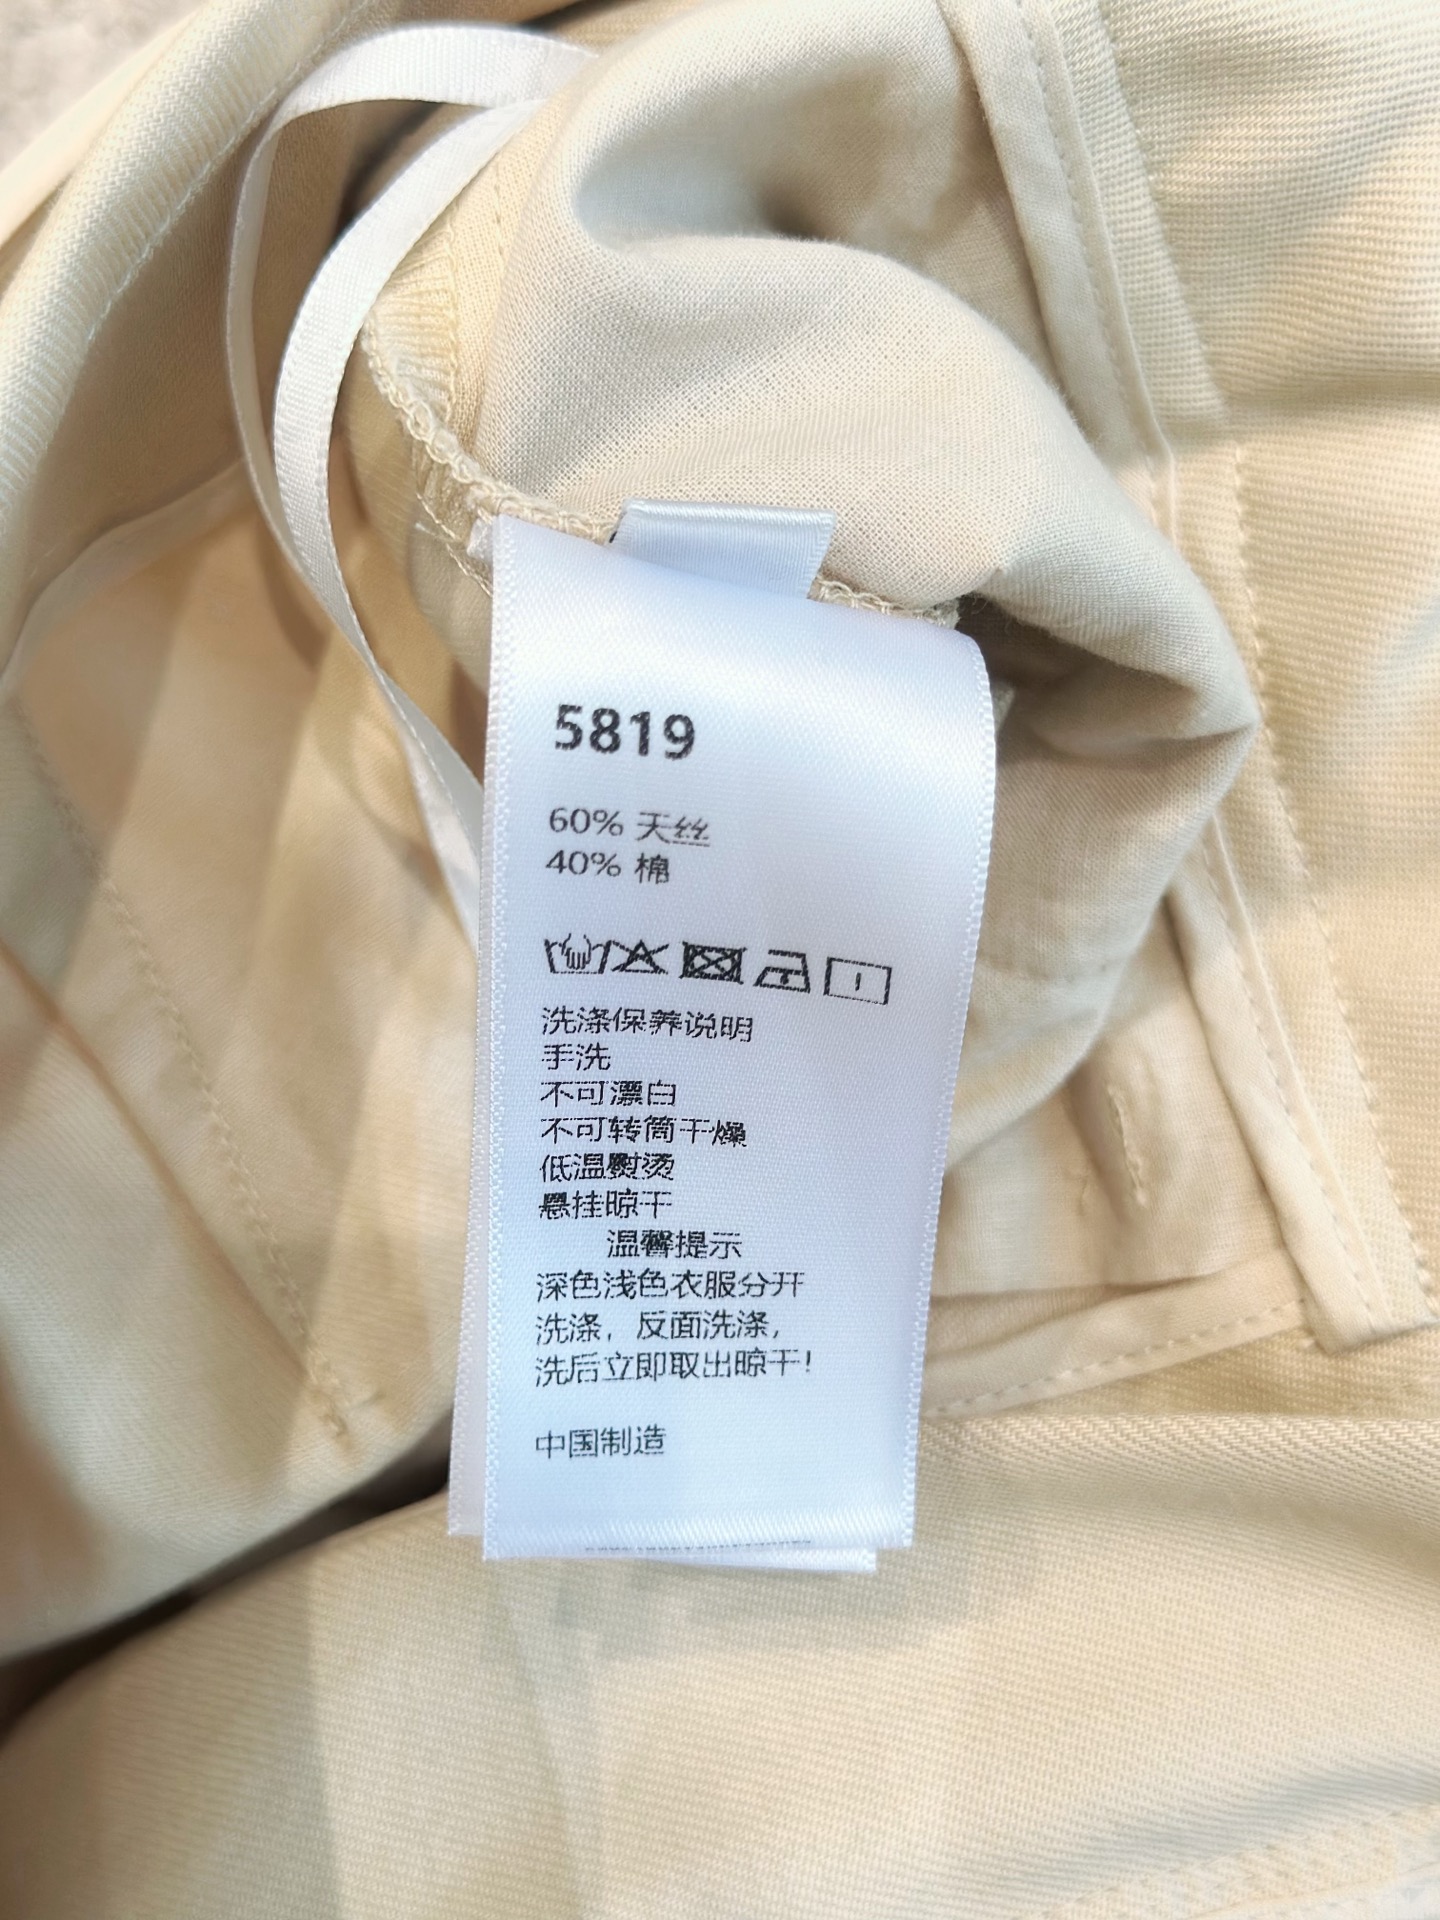 5819
60% 天丝
40% 棉
洗涤保养说明
手洗
不可漂白
不可转筒干燥
低温熨烫
悬挂晾干
温馨提示
深色浅色衣服分开
洗涤，反面洗涤，
洗后立即取出晾干！
中国制造